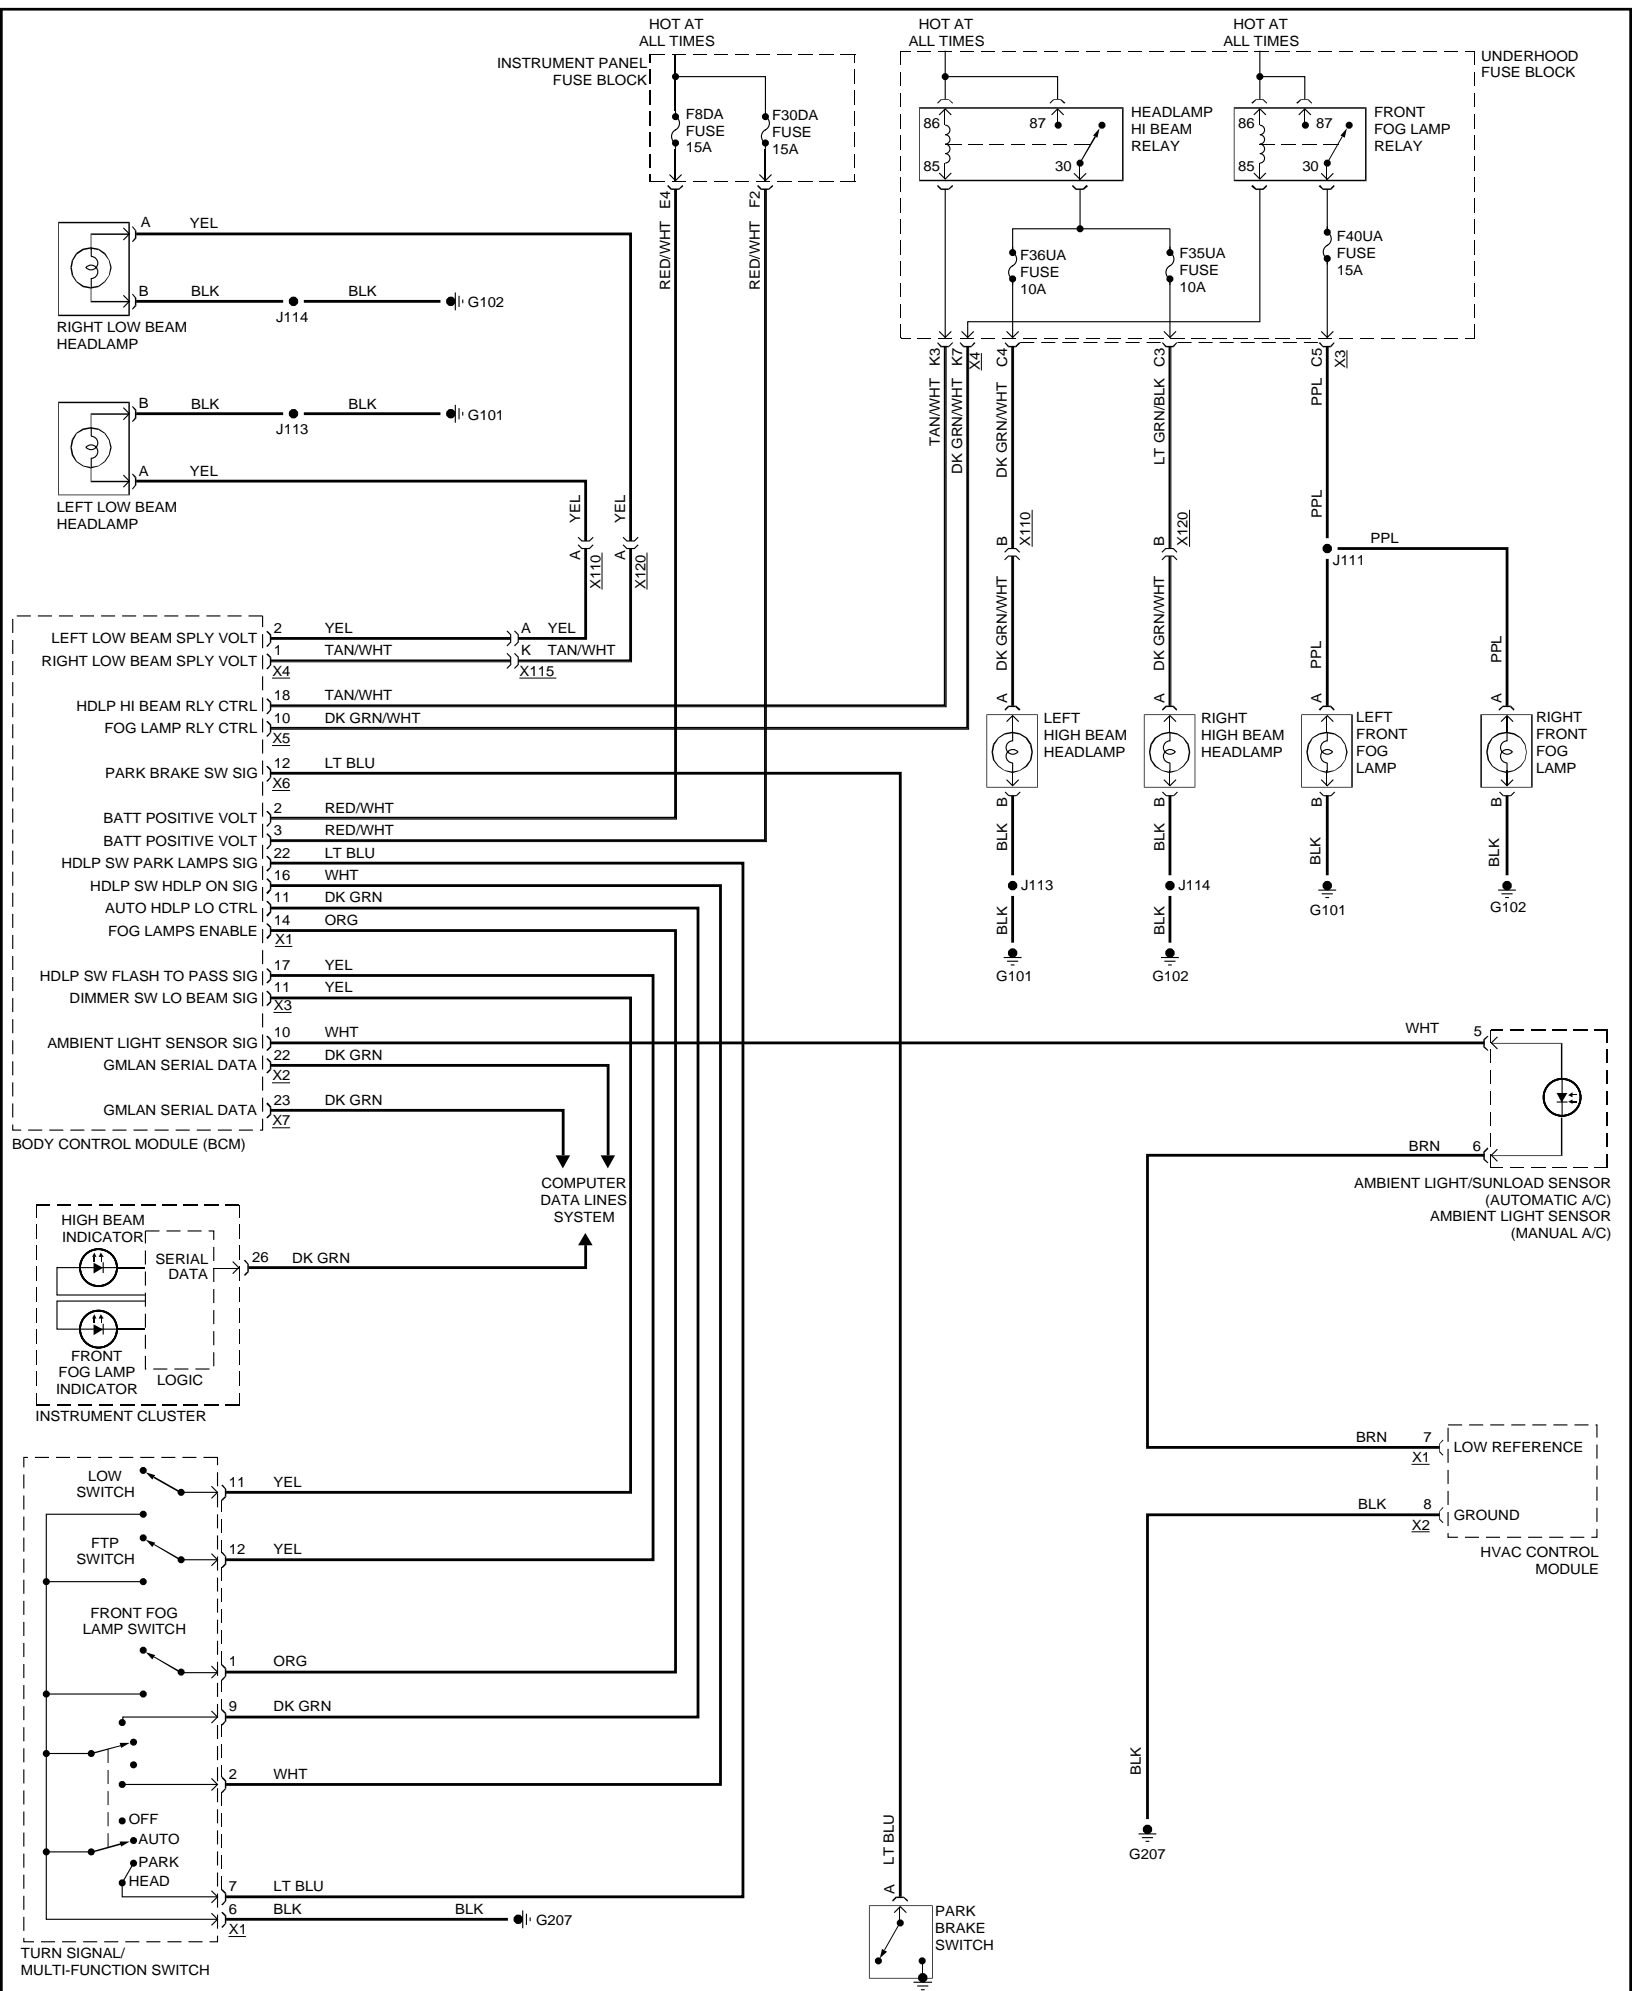 HOT AT
ALL TIMES
HOT AT
ALL TIMES
HOT AT
ALL TIMES
INSTRUMENT PANEL
FUSE BLOCK
UNDERHOOD
FUSE BLOCK
F8DA
FUSE
15A
F30DA
FUSE
15A
86
87
85
30
HEADLAMP
HI BEAM
RELAY
86
87
85
30
FRONT
FOG LAMP
RELAY
E4
F2
RED/WHT
RED/WHT
F36UA
FUSE
10A
F35UA
FUSE
10A
F40UA
FUSE
15A
A
YEL
B
BLK
BLK
J114
G102
RIGHT LOW BEAM
HEADLAMP
B
BLK
BLK
J113
G101
A
YEL
LEFT LOW BEAM
HEADLAMP
K3
K7
X4
C4
C3
C5
X3
TAN/WHT
DK GRN/WHT
DK GRN/WHT
LT GRN/BLK
PPL
YEL
YEL
A
X110
A
X120
B
X110
B
X120
PPL
PPL
J111
DK GRN/WHT
DK GRN/WHT
PPL
PPL
LEFT LOW BEAM SPLY VOLT
2
YEL
A
YEL
RIGHT LOW BEAM SPLY VOLT
1
TAN/WHT
K
TAN/WHT
X4
X115
HDLP HI BEAM RLY CTRL
18
TAN/WHT
FOG LAMP RLY CTRL
10
DK GRN/WHT
X5
PARK BRAKE SW SIG
12
LT BLU
X6
BATT POSITIVE VOLT
2
RED/WHT
BATT POSITIVE VOLT
3
RED/WHT
HDLP SW PARK LAMPS SIG
22
LT BLU
HDLP SW HDLP ON SIG
16
WHT
AUTO HDLP LO CTRL
11
DK GRN
FOG LAMPS ENABLE
14
ORG
X1
HDLP SW FLASH TO PASS SIG
17
YEL
DIMMER SW LO BEAM SIG
11
YEL
X3
AMBIENT LIGHT SENSOR SIG
10
WHT
GMLAN SERIAL DATA
22
DK GRN
X2
GMLAN SERIAL DATA
23
DK GRN
X7
BODY CONTROL MODULE (BCM)
A
LEFT
HIGH BEAM
HEADLAMP
A
RIGHT
HIGH BEAM
HEADLAMP
A
LEFT
FRONT
FOG
LAMP
A
RIGHT
FRONT
FOG
LAMP
B
B
B
B
BLK
BLK
BLK
BLK
J113
J114
G101
G102
BLK
BLK
G101
G102
WHT
5
BRN
6
AMBIENT LIGHT/SUNLOAD SENSOR
(AUTOMATIC A/C)
AMBIENT LIGHT SENSOR
(MANUAL A/C)
COMPUTER
DATA LINES
SYSTEM
HIGH BEAM
INDICATOR
SERIAL
DATA
26
DK GRN
FRONT
FOG LAMP
INDICATOR
LOGIC
INSTRUMENT CLUSTER
BRN
7
X1
LOW REFERENCE
BLK
8
X2
GROUND
HVAC CONTROL
MODULE
LOW
SWITCH
11
YEL
FTP
SWITCH
12
YEL
FRONT FOG
LAMP SWITCH
1
ORG
9
DK GRN
2
WHT
OFF
AUTO
PARK
HEAD
7
LT BLU
6
BLK
BLK
G207
X1
TURN SIGNAL/
MULTI-FUNCTION SWITCH
BLK
G207
LT BLU
A
PARK
BRAKE
SWITCH